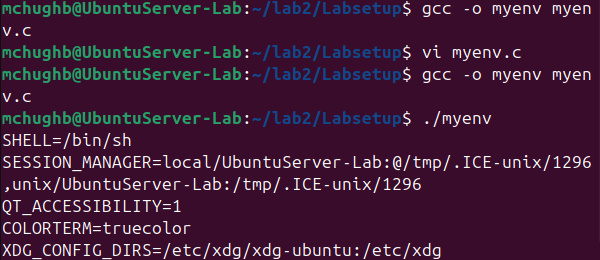 mchughb@UbuntuServer-Lab:~/lab2/Labsetup$ gcc -o myenv myen
v.c
mchughb@UbuntuServer-Lab:~/lab2/Labsetup$ vi myenv.c
mchughb@UbuntuServer-Lab:~/lab2/Labsetup$ gcc -o myenv myen
v.c
mchughb@UbuntuServer-Lab:~/lab2/Labsetup$ ./myenv
SHELL=/bin/sh
SESSION_MANAGER=local/UbuntuServer-Lab:@/tmp/.ICE-unix/1296
,unix/UbuntuServer-Lab:/tmp/.ICE-unix/1296
QT_ACCESSIBILITY=1
COLORTERM=truecolor
XDG_CONFIG_DIRS=/etc/xdg/xdg-ubuntu:/etc/xdg